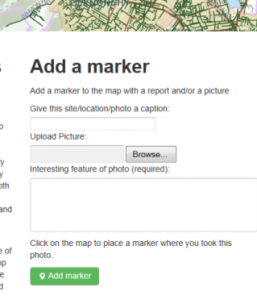 Add a marker
Add a marker to the map with a report and/or a picture
Give this site/location/photo a caption:
Upload Picture:
Browse...
Interesting feature of photo (required):
and
e of
Click on the map to place a marker where you took this
photo.
Add marker